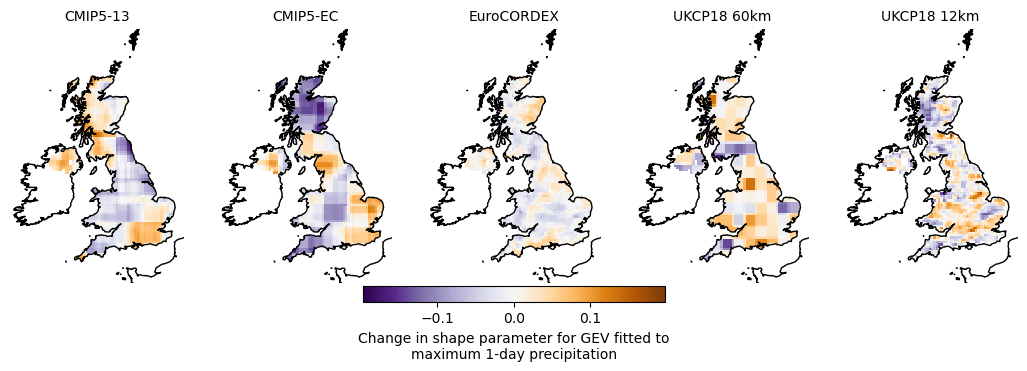 CMIP5-13 CMIP5-EC EuroCORDEX UKCP18 60km UKCP18 12km
−0.1 0.0 0.1
Change in shape parameter for GEV fitted to
maximum 1-day precipitation